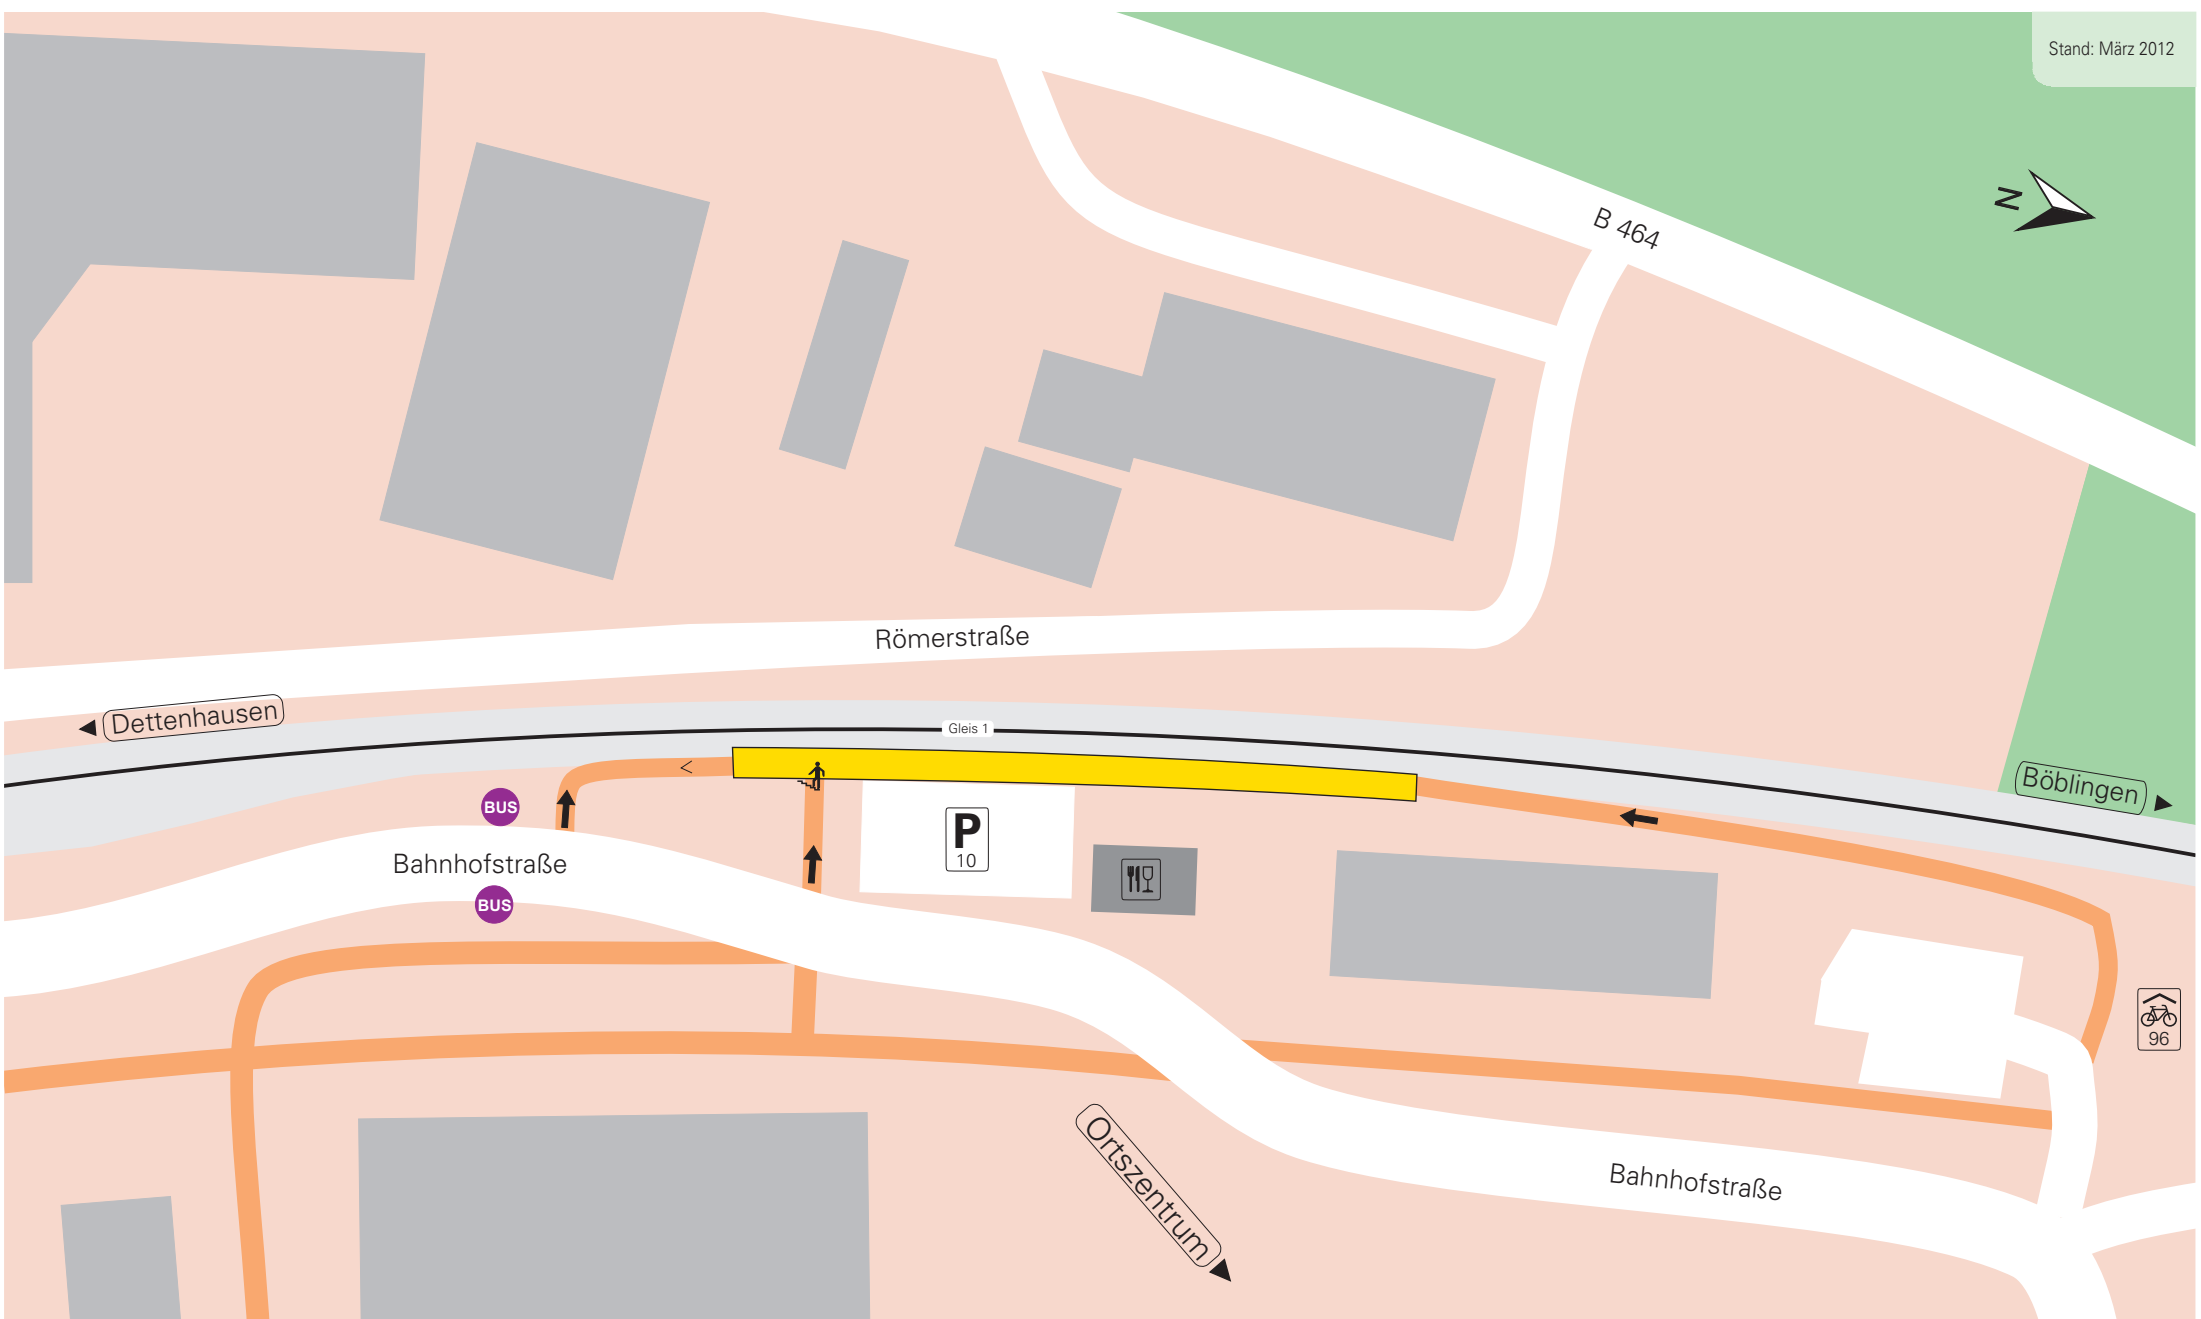 Stand: März 2012
N
B 464
Römerstraße
Dettenhausen
Gleis 1
Böblingen
BUS
P
10
Bahnhofstraße
BUS
96
Ortszentrum
Bahnhofstraße